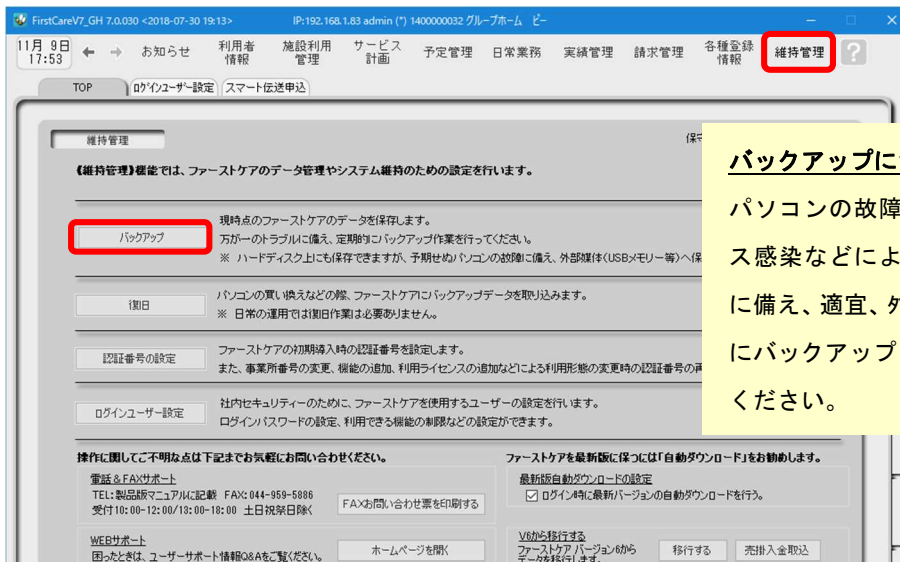 FirstCareV7_GH 7.0.030 <2018-07-30 19:13> IP:192.168.1.83 admin (*) 1400000032 グループホーム ビー
11月 9日 17:53 ← → お知らせ 利用者情報 施設利用管理 サービス計画 予定管理 日常業務 実績管理 請求管理 各種登録情報 維持管理 ?
TOP ログインユーザー設定 スマート伝送申込
維持管理
《維持管理》機能では、ファーストケアのデータ管理やシステム維持のための設定を行います。
バックアップ
現時点のファーストケアのデータを保存します。
万が一のトラブルに備え、定期的にバックアップ作業を行ってください。
※ ハードディスク上にも保存できますが、予期せぬパソコンの故障に備え、外部媒体(USBメモリー等)へ保
復旧
パソコンの買い換えなどの際、ファーストケアにバックアップデータを取り込みます。
※ 日常の運用では復旧作業は必要ありません。
認証番号の設定
ファーストケアの初期導入時の認証番号を設定します。
また、事業所番号の変更、機能の追加、利用ライセンスの追加などによる利用形態の変更時の認証番号の再
ログインユーザー設定
社内セキュリティーのために、ファーストケアを使用するユーザーの設定を行います。
ログインパスワードの設定、利用できる機能の制限などの設定ができます。
バックアップに
パソコンの故障
ス感染などによ
に備え、適宜、外
にバックアップ
ください。
操作に関してご不明な点は下記までお気軽にお問い合わせください。
電話&FAXサポート
TEL:製品版マニュアルに記載 FAX:044-959-5886
受付10:00-12:00/13:00-18:00 土日祝祭日除く
FAXお問い合わせ票を印刷する
WEBサポート
困ったときは、ユーザーサポート情報Q&Aをご覧ください。
ホームページを開く
ファーストケアを最新版に保つには「自動ダウンロード」をお勧めします。
最新版自動ダウンロードの設定
ログイン時に最新バージョンの自動ダウンロードを行う。
V6から移行する
ファーストケア バージョン6から
データを移行します。
移行する 売掛入金取込